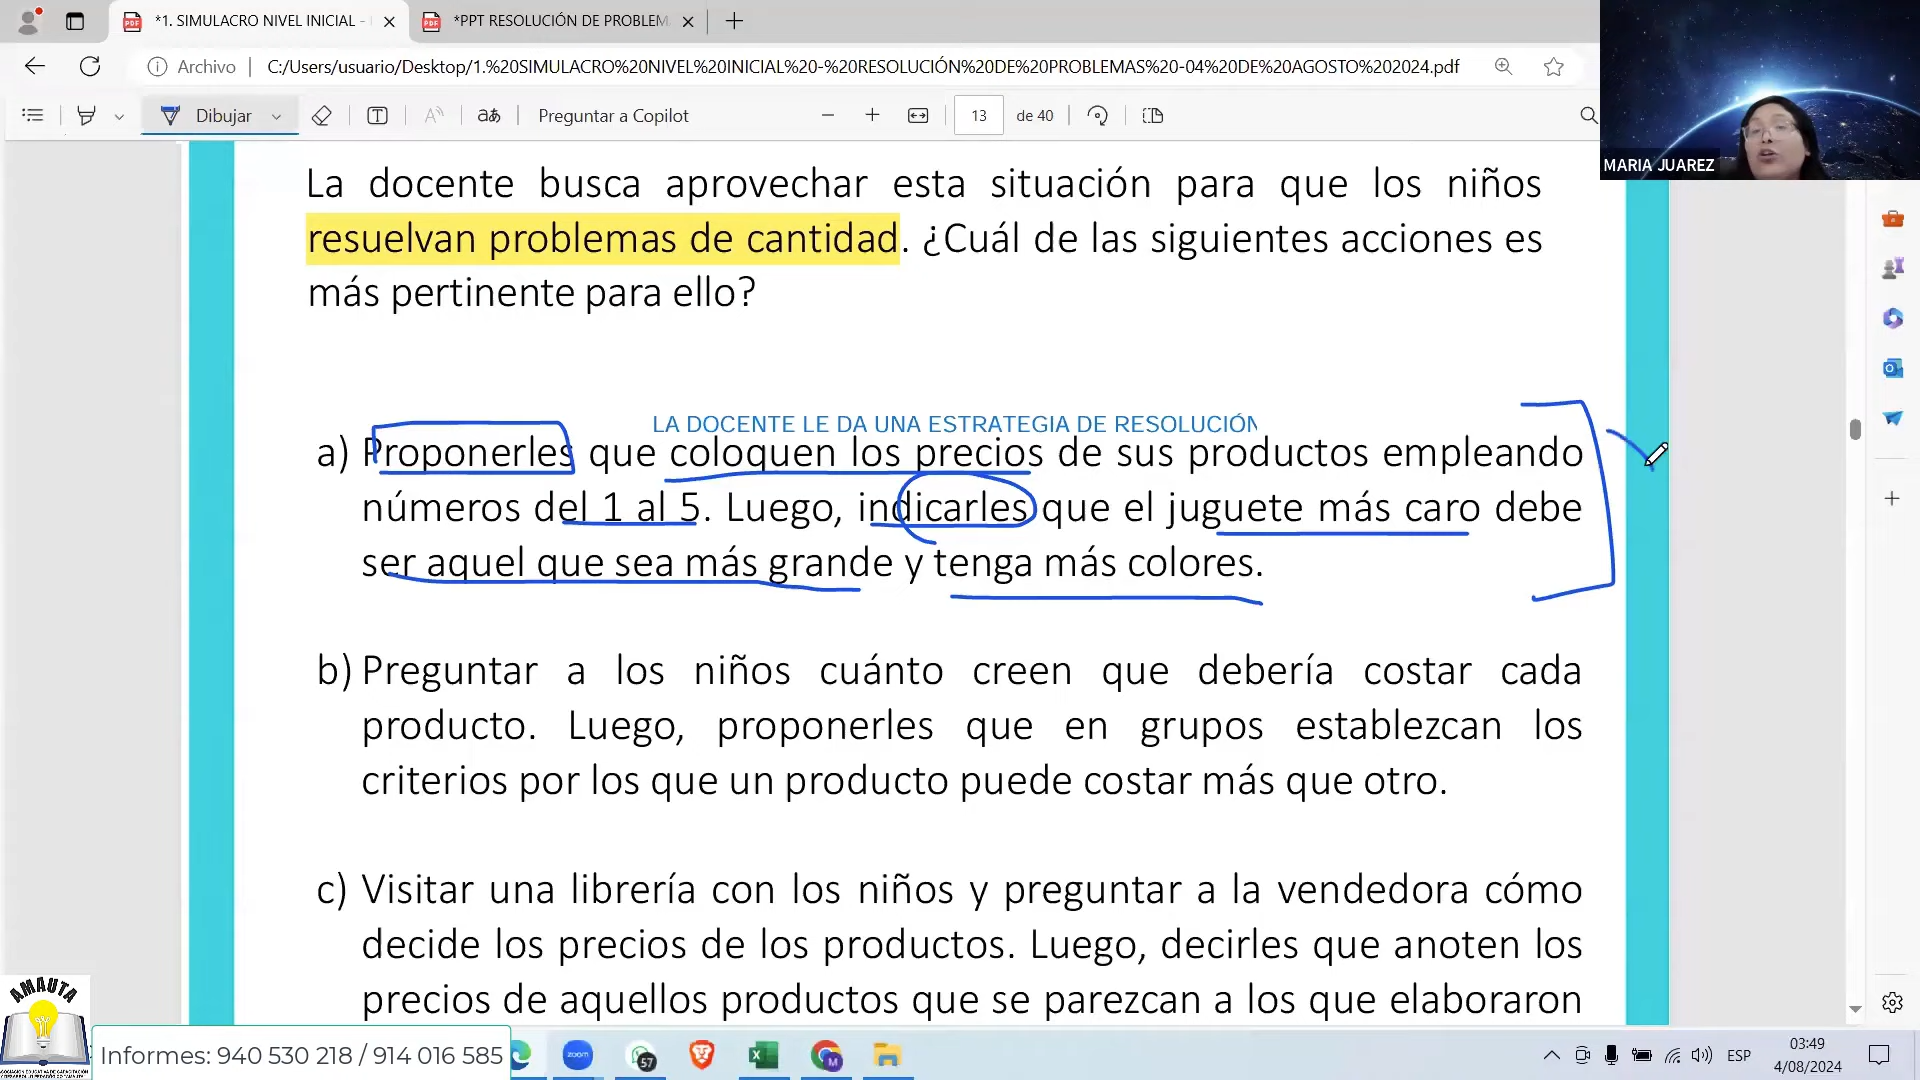 *1. SIMULACRO NIVEL INICIAL -
*PPT RESOLUCIÓN DE PROBLEM
Archivo
C:/Users/usuario/Desktop/1.%20SIMULACRO%20NIVEL%20INICIAL%20-%20RESOLUCIÓN%20DE%20PROBLEMAS%20-04%20DE%20AGOSTO%202024.pdf
Dibujar
Preguntar a Copilot
13
de 40
MARIA JUAREZ
La docente busca aprovechar esta situación para que los niños
resuelvan problemas de cantidad. ¿Cuál de las siguientes acciones es
más pertinente para ello?
LA DOCENTE LE DA UNA ESTRATEGIA DE RESOLUCIÓN
a) Proponerles que coloquen los precios de sus productos empleando
números del 1 al 5. Luego, indicarles que el juguete más caro debe
ser aquel que sea más grande y tenga más colores.
b) Preguntar a los niños cuánto creen que debería costar cada
producto. Luego, proponerles que en grupos establezcan los
criterios por los que un producto puede costar más que otro.
c) Visitar una librería con los niños y preguntar a la vendedora cómo
decide los precios de los productos. Luego, decirles que anoten los
precios de aquellos productos que se parezcan a los que elaboraron
AMAUTA
Informes: 940 530 218 / 914 016 585
zoom
57
M
ESP
03:49
4/08/2024